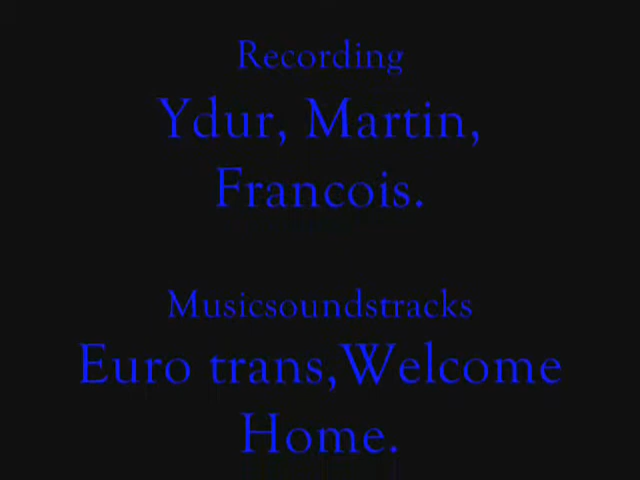 Recording
Ydur, Martin,
Francois.
Musicsoundstracks
Euro trans,Welcome
Home.